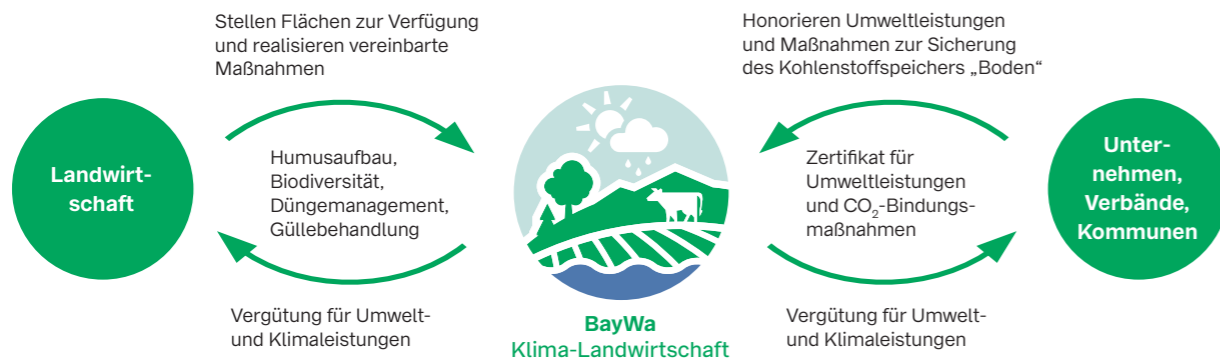 Stellen Flächen zur Verfügung
und realisieren vereinbarte
Maßnahmen
Honorieren Umweltleistungen
und Maßnahmen zur Sicherung
des Kohlenstoffspeichers „Boden“
Landwirt-
schaft
Humusaufbau,
Biodiversität,
Düngemanagement,
Güllebehandlung
Zertifikat für
Umweltleistungen
und CO₂-Bindungs-
maßnahmen
Unter-
nehmen,
Verbände,
Kommunen
Vergütung für Umwelt-
und Klimaleistungen
BayWa
Klima-Landwirtschaft
Vergütung für Umwelt-
und Klimaleistungen